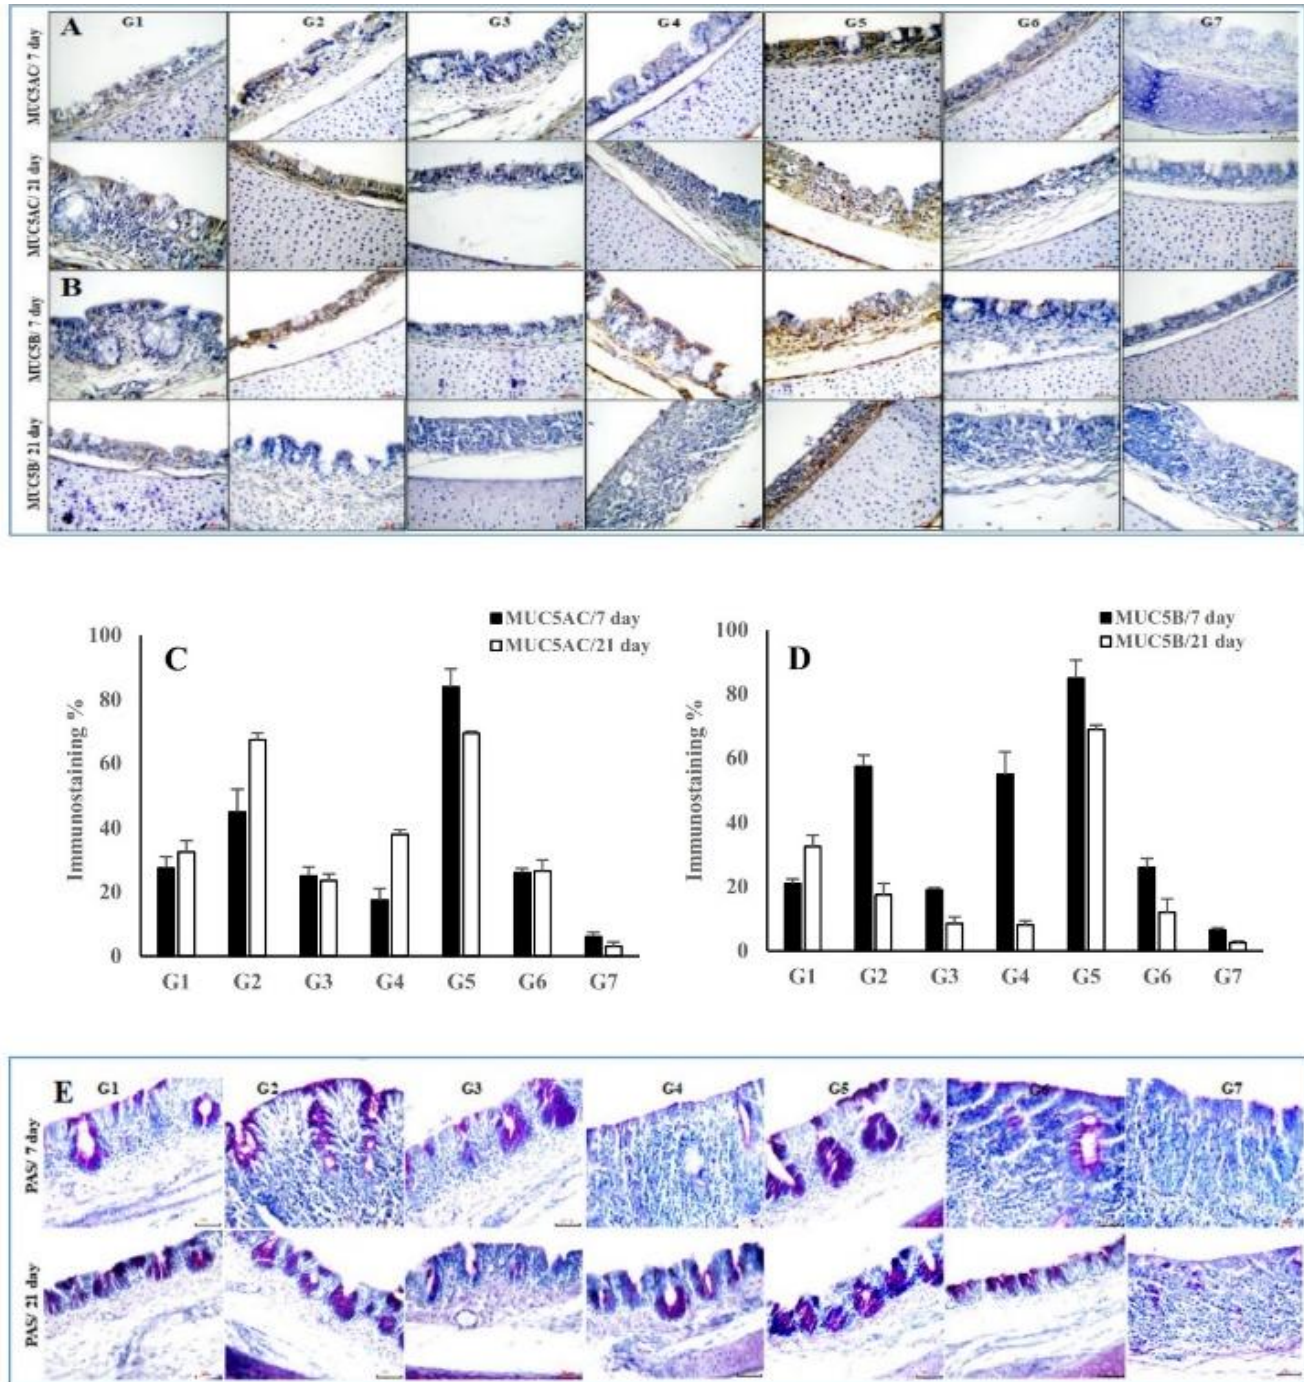 A G1 G2 G3 G4 G5 G6 G7
MUC5AC/ 7 day
MUC5AC/ 21 day
B
MUC5B/ 7 day
MUC5B/ 21 day
C
MUC5AC/7 day
MUC5AC/21 day
Immunostaining %
100
80
60
40
20
0
G1 G2 G3 G4 G5 G6 G7
D
MUC5B/7 day
MUC5B/21 day
Immunostaining %
100
80
60
40
20
0
G1 G2 G3 G4 G5 G6 G7
E G1 G2 G3 G4 G5 G6 G7
PAS/ 7 day
PAS/ 21 day